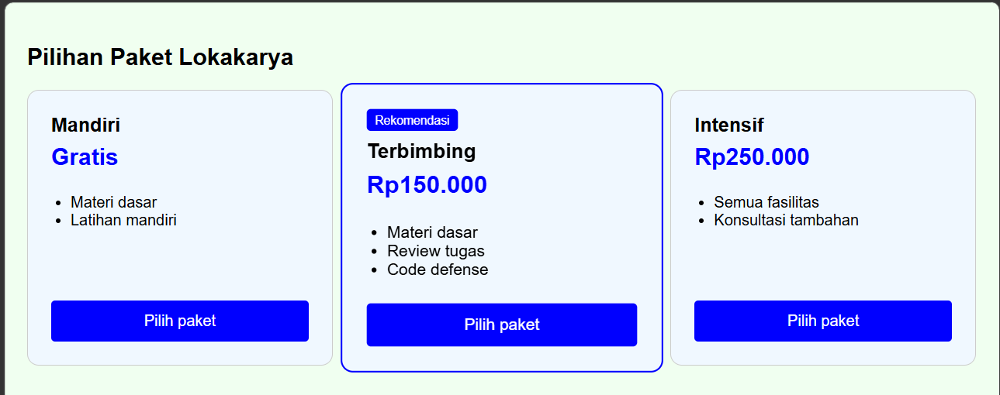 Pilihan Paket Lokakarya
Mandiri
Gratis
Materi dasar
Latihan mandiri
Pilih paket
Rekomendasi
Terbimbing
Rp150.000
Materi dasar
Review tugas
Code defense
Pilih paket
Intensif
Rp250.000
Semua fasilitas
Konsultasi tambahan
Pilih paket